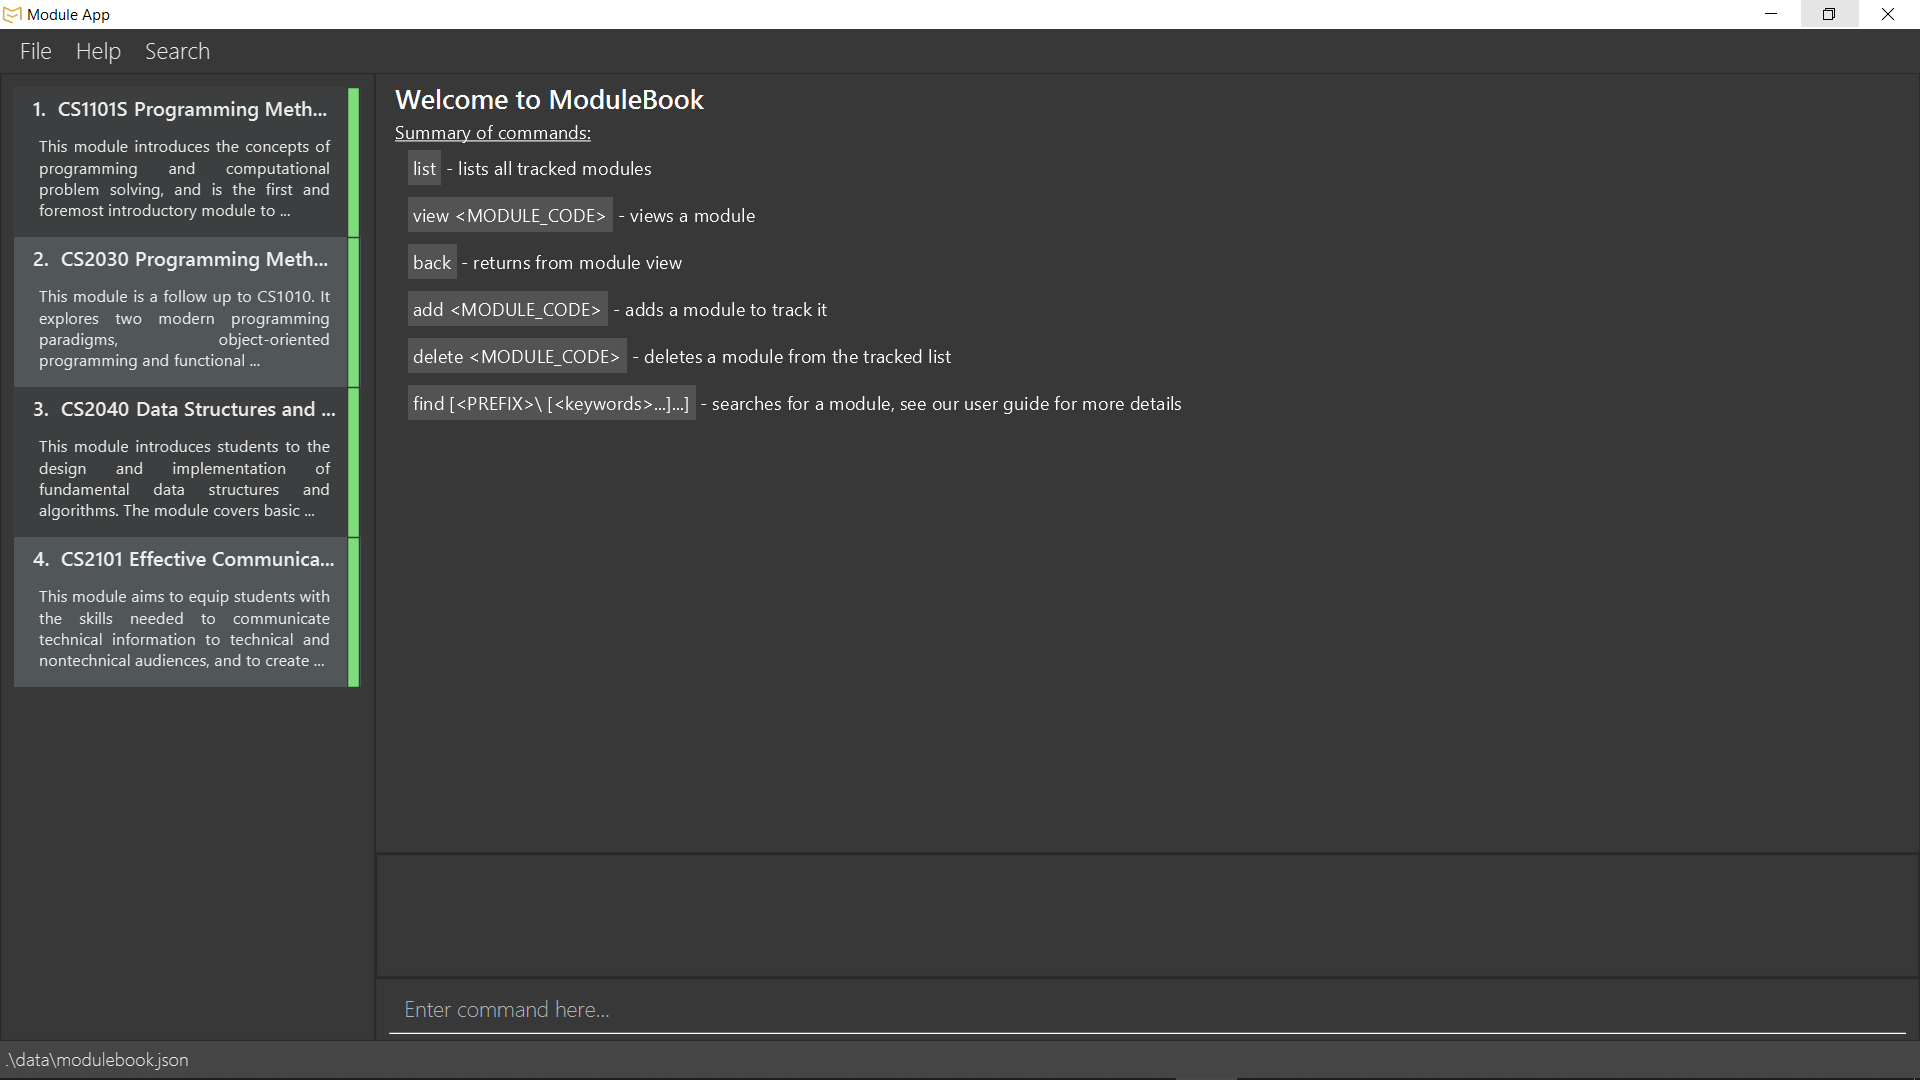 Module App
File Help Search
1. CS1101S Programming Meth...
This module introduces the concepts of
programming and computational
problem solving, and is the first and
foremost introductory module to ...
2. CS2030 Programming Meth...
This module is a follow up to CS1010. It
explores two modern programming
paradigms, object-oriented
programming and functional ...
3. CS2040 Data Structures and ...
This module introduces students to the
design and implementation of
fundamental data structures and
algorithms. The module covers basic ...
4. CS2101 Effective Communica...
This module aims to equip students with
the skills needed to communicate
technical information to technical and
nontechnical audiences, and to create ...
Welcome to ModuleBook
Summary of commands:
list - lists all tracked modules
view <MODULE_CODE> - views a module
back - returns from module view
add <MODULE_CODE> - adds a module to track it
delete <MODULE_CODE> - deletes a module from the tracked list
find [<PREFIX>\ [<keywords>...]...] - searches for a module, see our user guide for more details
Enter command here...
.\data\modulebook.json